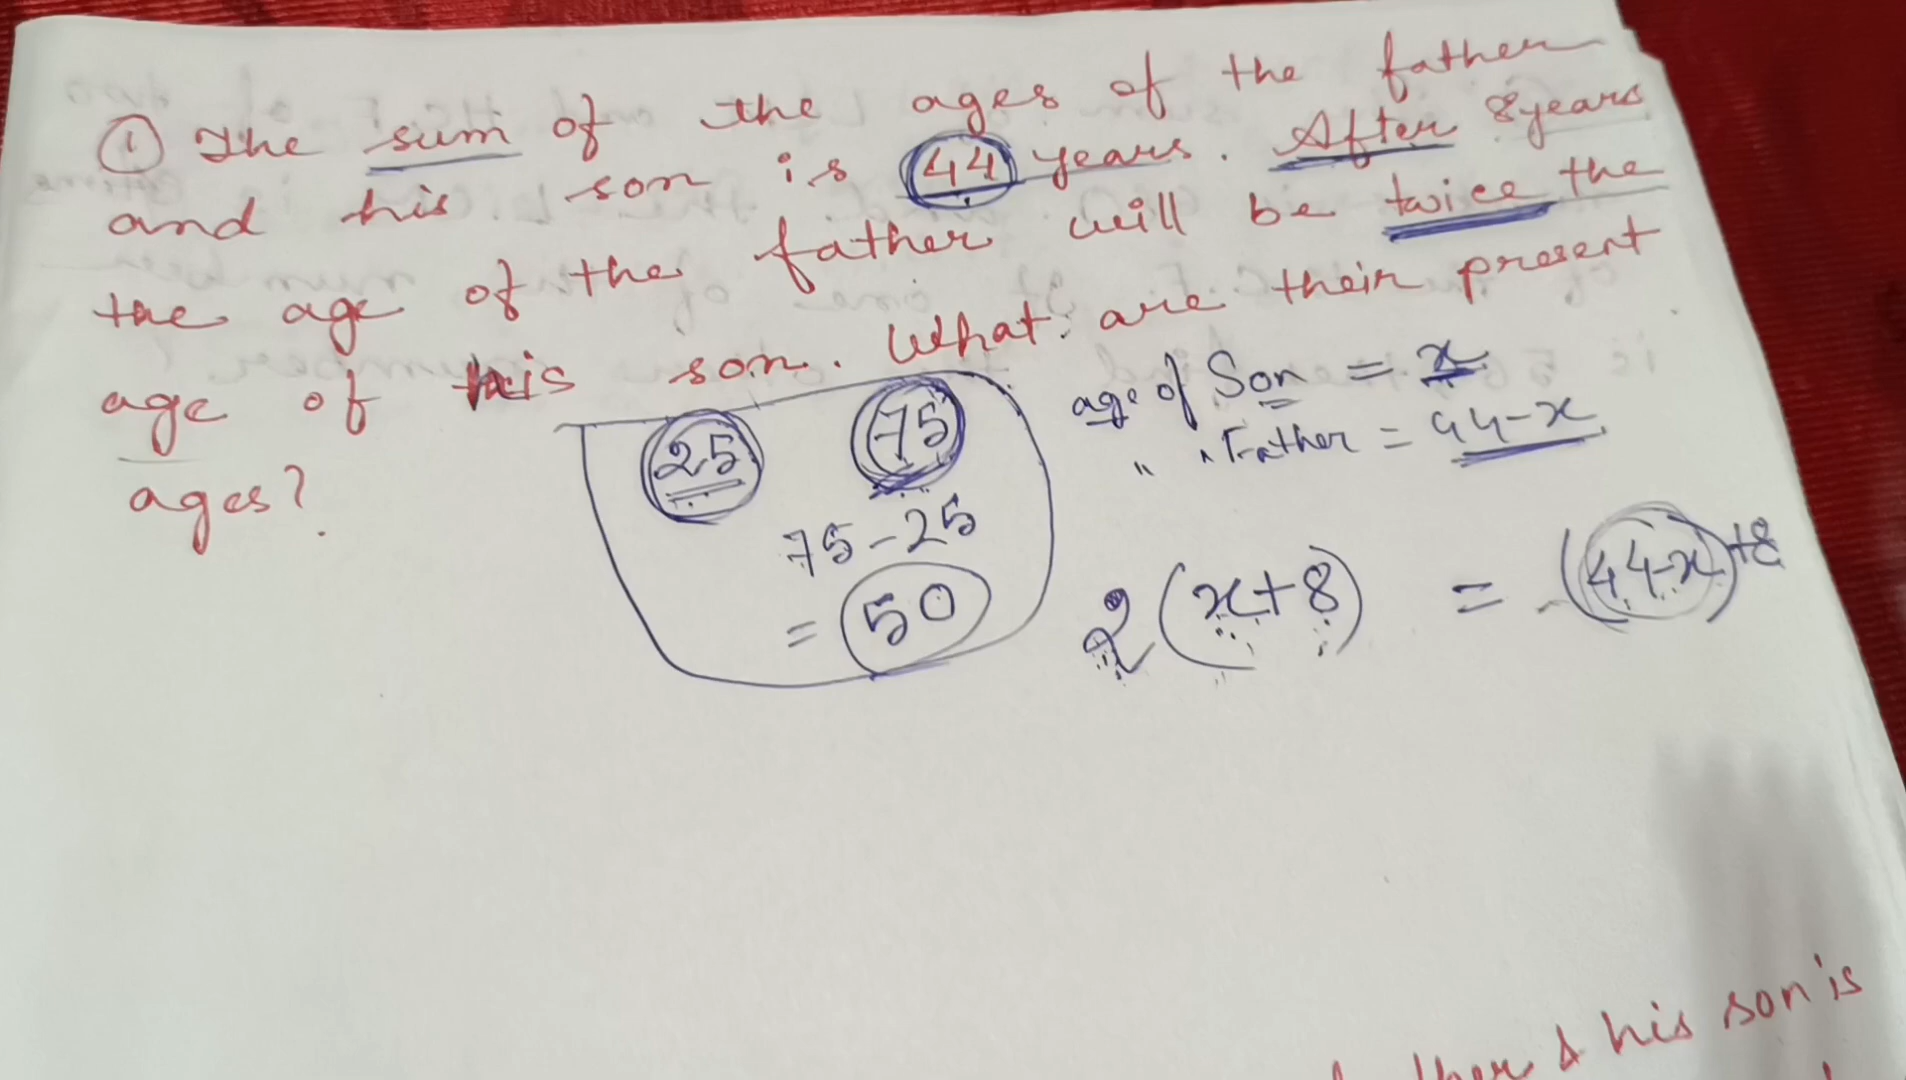 ① The sum of the ages of the father
and his son is 44 years. After 8 years
the age of the father will be twice the
age of his son. What are their present
ages?
25 75
75-25
= 50
age of Son = x
" " Father = 44-x
2(x+8) = (44-x)+8
& his son is